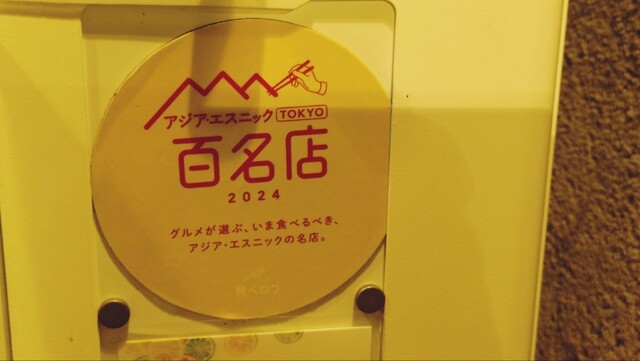 アジア・エスニック TOKYO
百名店
2024
グルメが選ぶ、いま食べるべき、
アジア・エスニックの名店。
食べログ